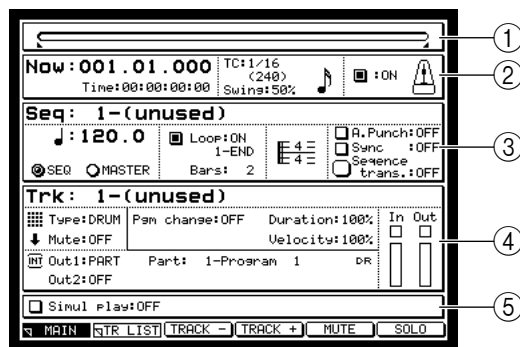 ①
Now:001.01.000 TC:1/16 ■:ON ②
(240)
Time:00:00:00:00 Swing:50%
Seq: 1-(unused)
♩:120.0 Loop:ON A.Punch:OFF
1-END 4 Sync :OFF ③
4 Seqence
SEQ MASTER Bars: 2 trans.:OFF
Trk: 1-(unused)
Type:DRUM Pgm change:OFF Duration:100% In Out
Mute:OFF Velocity:100% ④
INT Out1:PART Part: 1-Program 1 DR
Out2:OFF
Simul play:OFF ⑤
MAIN TR LIST TRACK - TRACK + MUTE SOLO